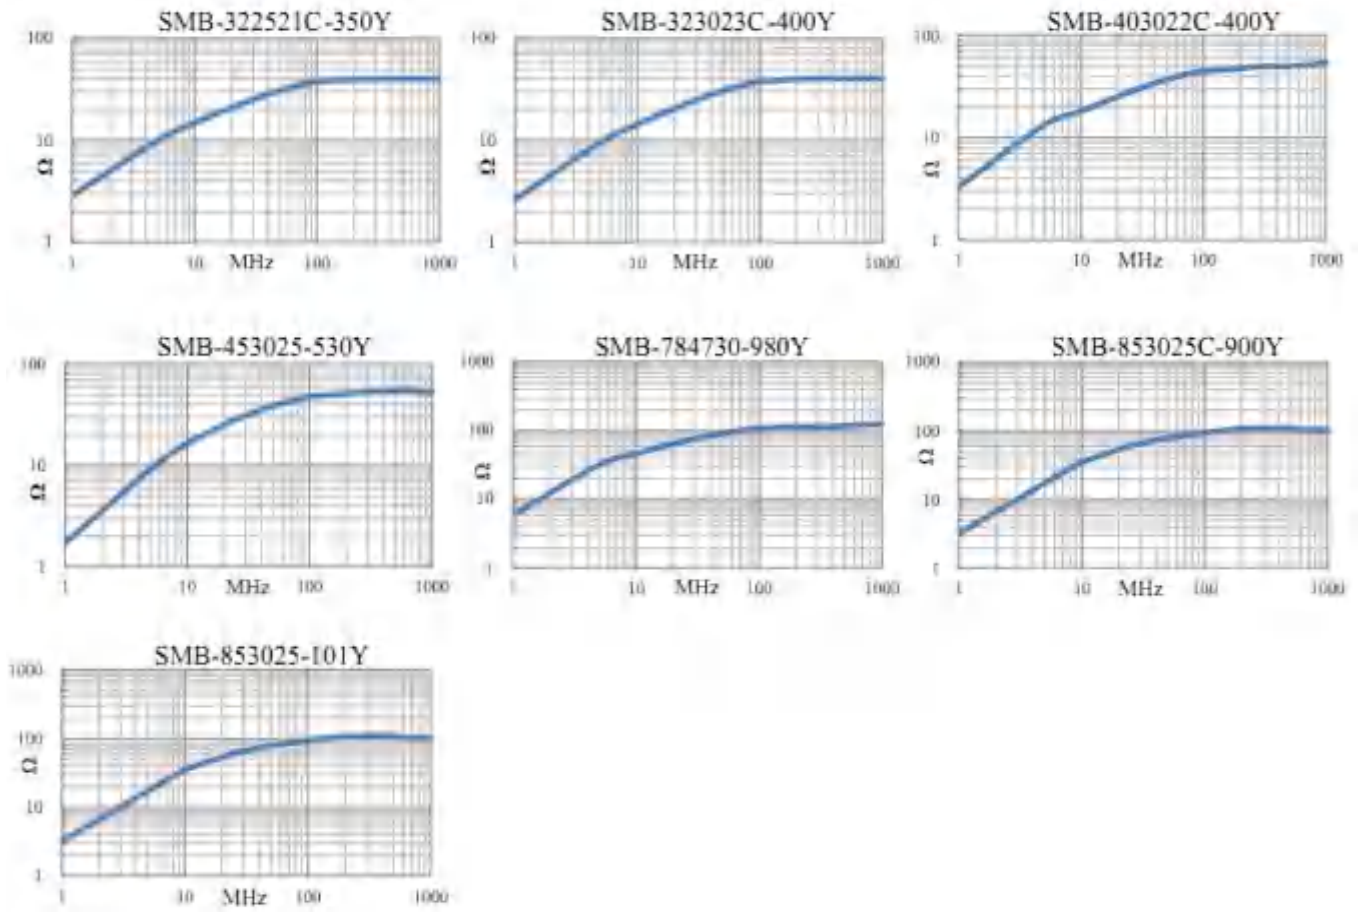 SMB-322521C-350Y
100
10
Ω
1
1
10
MHz
100
1000
SMB-323023C-400Y
100
10
Ω
1
1
10
MHz
100
1000
SMB-403022C-400Y
100
10
Ω
1
1
10
MHz
100
1000
SMB-453025-530Y
100
10
Ω
1
1
10
MHz
100
1000
SMB-784730-980Y
1000
100
Ω
10
1
1
10
MHz
100
1000
SMB-853025C-900Y
1000
100
Ω
10
1
1
10
MHz
100
1000
SMB-853025-101Y
1000
100
Ω
10
1
1
10
MHz
100
1000